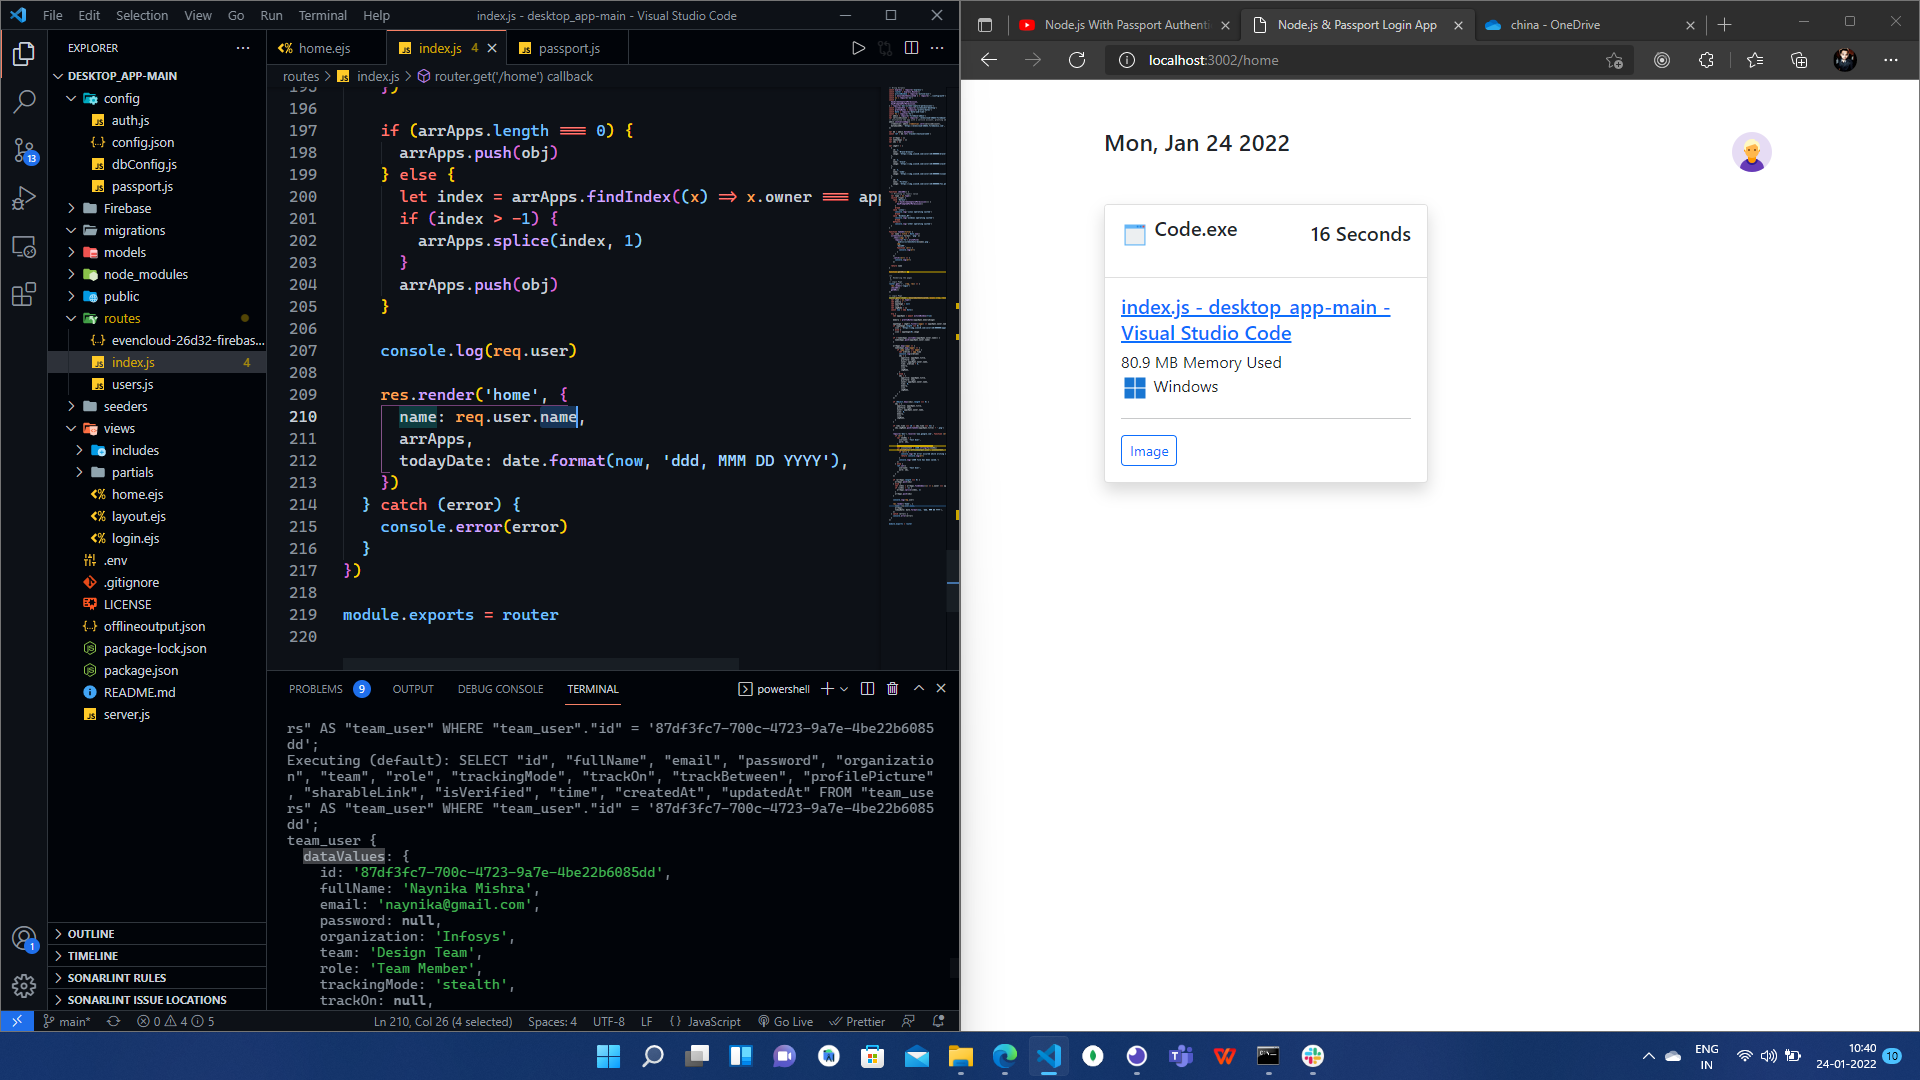 File Edit Selection View Go Run Terminal Help
index.js - desktop_app-main - Visual Studio Code
EXPLORER
DESKTOP_APP-MAIN
config
auth.js
config.json
dbConfig.js
passport.js
Firebase
migrations
models
node_modules
public
routes
evencloud-26d32-firebas...
index.js 4
users.js
seeders
views
includes
partials
home.ejs
layout.ejs
login.ejs
.env
.gitignore
LICENSE
offlineoutput.json
package-lock.json
package.json
README.md
server.js
OUTLINE
TIMELINE
SONARLINT RULES
SONARLINT ISSUE LOCATIONS
13
1
home.ejs
index.js 4
passport.js
routes > index.js > router.get('/home') callback
195 })
196
197 if (arrApps.length === 0) {
198 arrApps.push(obj)
199 } else {
200 let index = arrApps.findIndex((x) => x.owner === app
201 if (index > -1) {
202 arrApps.splice(index, 1)
203 }
204 arrApps.push(obj)
205 }
206
207 console.log(req.user)
208
209 res.render('home', {
210 name: req.user.name,
211 arrApps,
212 todayDate: date.format(now, 'ddd, MMM DD YYYY'),
213 })
214 } catch (error) {
215 console.error(error)
216 }
217 })
218
219 module.exports = router
220
PROBLEMS 9 OUTPUT DEBUG CONSOLE TERMINAL powershell
rs" AS "team_user" WHERE "team_user"."id" = '87df3fc7-700c-4723-9a7e-4be22b6085
dd';
Executing (default): SELECT "id", "fullName", "email", "password", "organizatio
n", "team", "role", "trackingMode", "trackOn", "trackBetween", "profilePicture"
, "sharableLink", "isVerified", "time", "createdAt", "updatedAt" FROM "team_use
rs" AS "team_user" WHERE "team_user"."id" = '87df3fc7-700c-4723-9a7e-4be22b6085
dd';
team_user {
dataValues: {
id: '87df3fc7-700c-4723-9a7e-4be22b6085dd',
fullName: 'Naynika Mishra',
email: 'naynika@gmail.com',
password: null,
organization: 'Infosys',
team: 'Design Team',
role: 'Team Member',
trackingMode: 'stealth',
trackOn: null,
main* 0 4 5 Ln 210, Col 26 (4 selected) Spaces: 4 UTF-8 LF JavaScript Go Live Prettier
Node.js With Passport Authenti
Node.js & Passport Login App
china - OneDrive
localhost:3002/home
Mon, Jan 24 2022
Code.exe 16 Seconds
index.js - desktop_app-main -
Visual Studio Code
80.9 MB Memory Used
Windows
Image
ENG
IN
10:40
24-01-2022
10